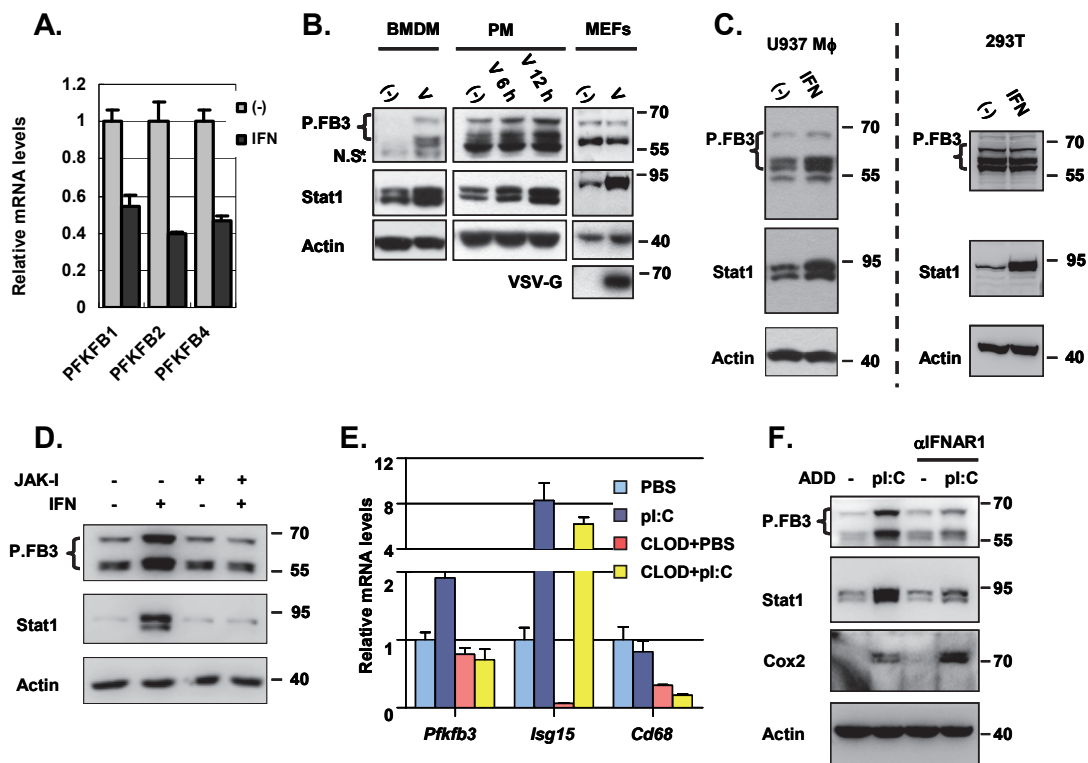 A.
Relative mRNA levels
1.2
1
0.8
0.6
0.4
0.2
0
(-)
IFN
PFKFB1
PFKFB2
PFKFB4
B.
BMDM
PM
MEFs
(-)
V
(-)
V 6 h
V 12 h
(-)
V
P.FB3
N.S*.
70
55
Stat1
95
Actin
40
VSV-G
70
C.
U937 Mϕ
293T
(-)
IFN
(-)
IFN
P.FB3
70
55
P.FB3
70
55
Stat1
95
Stat1
95
Actin
40
Actin
40
D.
JAK-I - - + +
IFN - + - +
P.FB3
70
55
Stat1
95
Actin
40
E.
Relative mRNA levels
12
8
4
2
1
0
PBS
pI:C
CLOD+PBS
CLOD+pI:C
Pfkfb3
Isg15
Cd68
F.
αIFNAR1
ADD - pI:C - pI:C
P.FB3
70
55
Stat1
95
Cox2
70
Actin
40